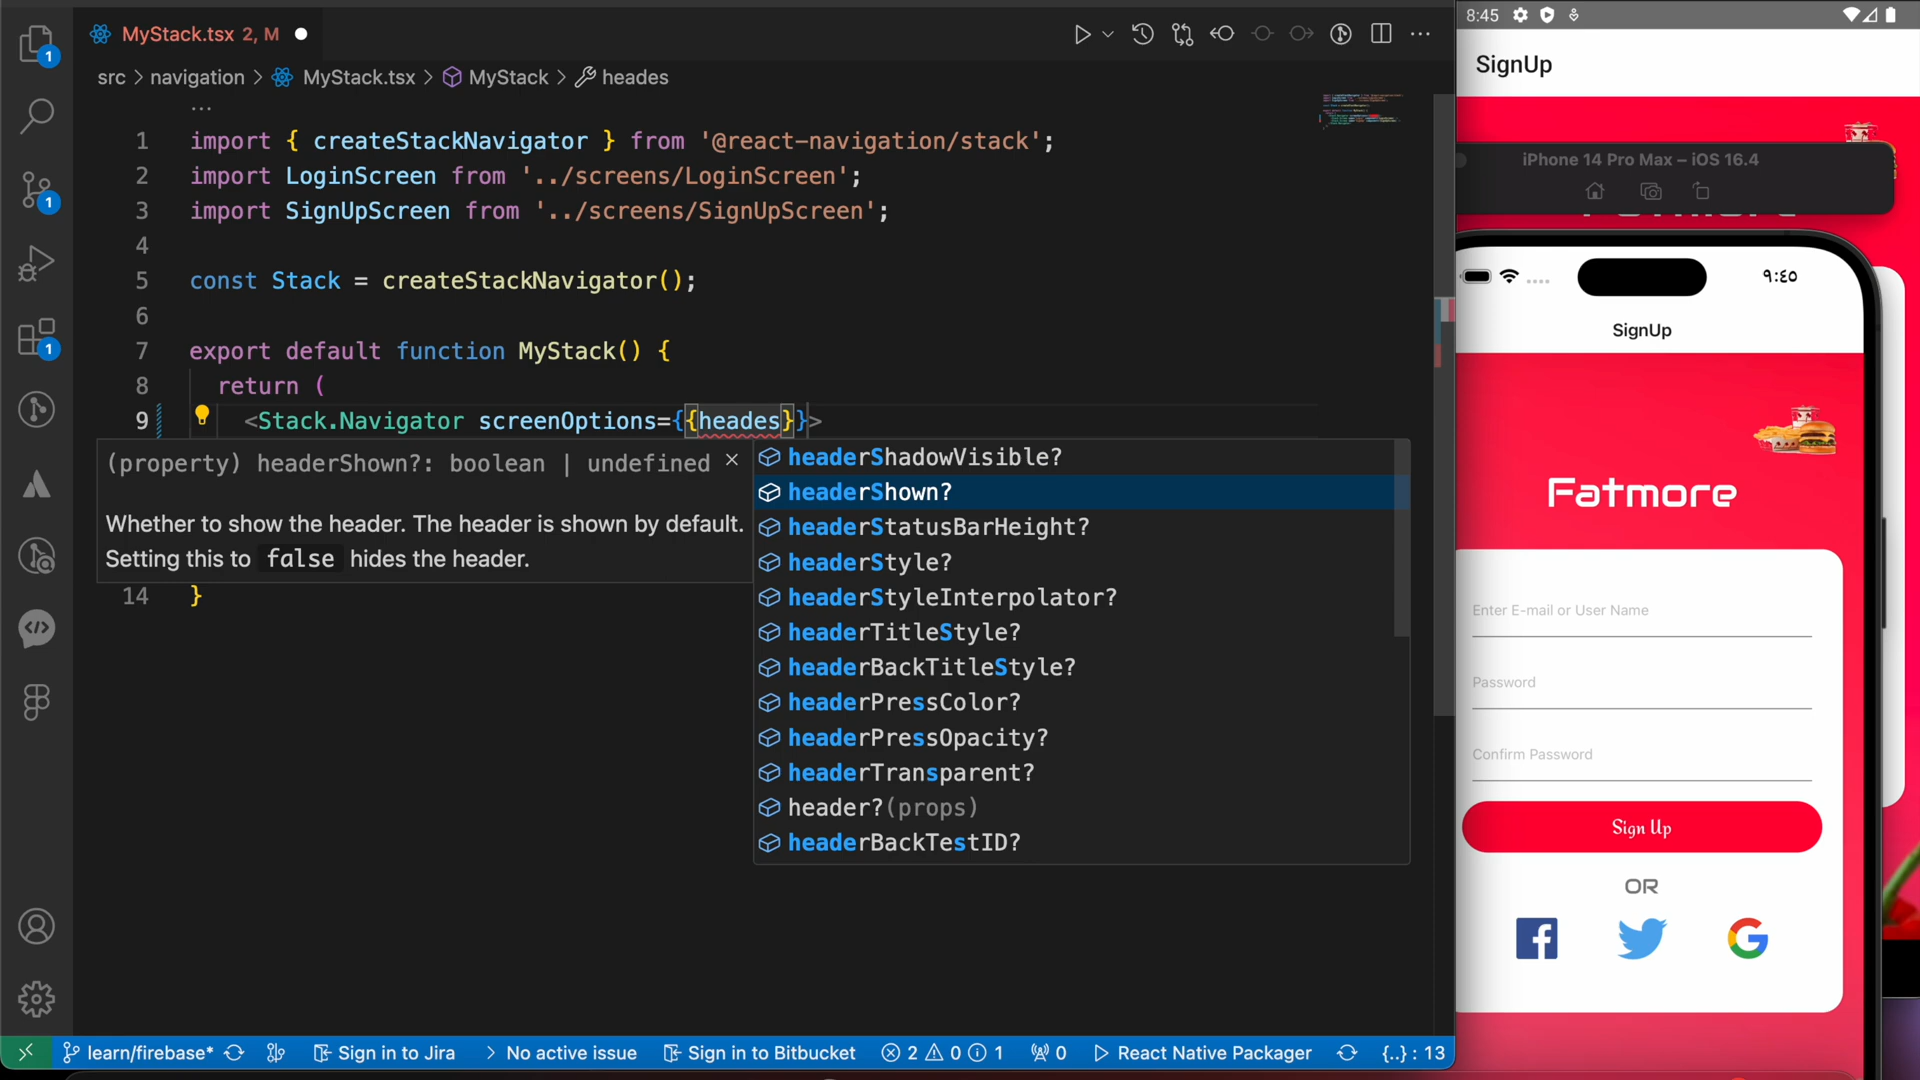 MyStack.tsx 2, M
src > navigation > MyStack.tsx > MyStack > heades
...
1 import { createStackNavigator } from '@react-navigation/stack';
2 import LoginScreen from '../screens/LoginScreen';
3 import SignUpScreen from '../screens/SignUpScreen';
4
5 const Stack = createStackNavigator();
6
7 export default function MyStack() {
8 return (
9 <Stack.Navigator screenOptions={{heades}}>
(property) headerShown?: boolean | undefined
Whether to show the header. The header is shown by default.
Setting this to false hides the header.
headerShadowVisible?
headerShown?
headerStatusBarHeight?
headerStyle?
headerStyleInterpolator?
headerTitleStyle?
headerBackTitleStyle?
headerPressColor?
headerPressOpacity?
headerTransparent?
header?(props)
headerBackTestID?
14 }
1
1
1
learn/firebase* Sign in to Jira > No active issue Sign in to Bitbucket 2 0 1 0 React Native Packager {..} : 13
8:45
SignUp
iPhone 14 Pro Max – iOS 16.4
٩:٤٥
SignUp
Fatmore
Enter E-mail or User Name
Password
Confirm Password
Sign Up
OR